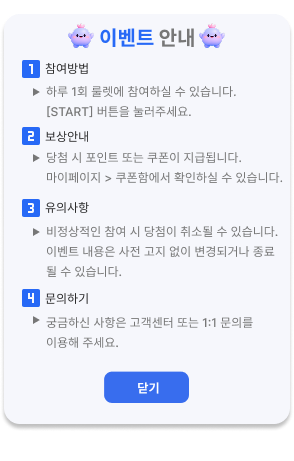 이벤트 안내
1 참여방법
▶ 하루 1회 룰렛에 참여하실 수 있습니다.
[START] 버튼을 눌러주세요.
2 보상안내
▶ 당첨 시 포인트 또는 쿠폰이 지급됩니다.
마이페이지 > 쿠폰함에서 확인하실 수 있습니다.
3 유의사항
▶ 비정상적인 참여 시 당첨이 취소될 수 있습니다.
이벤트 내용은 사전 고지 없이 변경되거나 종료
될 수 있습니다.
4 문의하기
▶ 궁금하신 사항은 고객센터 또는 1:1 문의를
이용해 주세요.
닫기